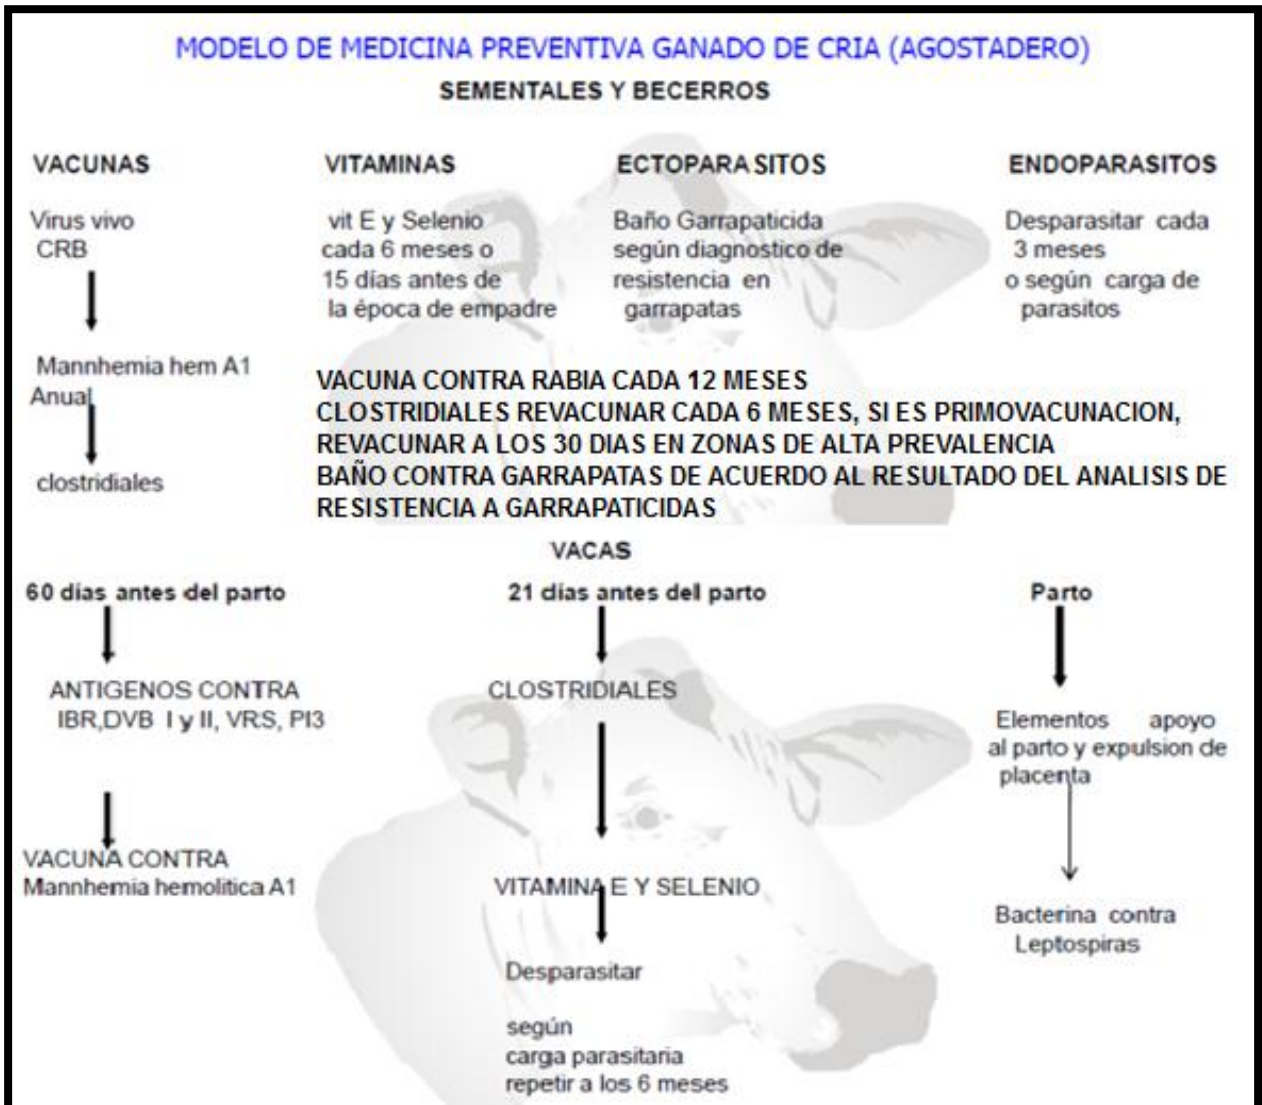 MODELO DE MEDICINA PREVENTIVA GANADO DE CRIA (AGOSTADERO)
SEMENTALES Y BECERROS
VACUNAS
Virus vivo
CRB
Mannhemia hem A1
Anual
clostridiales
VITAMINAS
vit E y Selenio
cada 6 meses o
15 días antes de
la época de empadre
ECTOPARASITOS
Baño Garrapaticida
según diagnostico de
resistencia en
garrapatas
ENDOPARASITOS
Desparasitar cada
3 meses
o según carga de
parasitos
VACUNA CONTRA RABIA CADA 12 MESES
CLOSTRIDIALES REVACUNAR CADA 6 MESES, SI ES PRIMOVACUNACION,
REVACUNAR A LOS 30 DIAS EN ZONAS DE ALTA PREVALENCIA
BAÑO CONTRA GARRAPATAS DE ACUERDO AL RESULTADO DEL ANALISIS DE
RESISTENCIA A GARRAPATICIDAS
VACAS
60 días antes del parto
ANTIGENOS CONTRA
IBR,DVB I y II, VRS, PI3
VACUNA CONTRA
Mannhemia hemolitica A1
21 días antes del parto
CLOSTRIDIALES
VITAMINA E Y SELENIO
Desparasitar
según
carga parasitaria
repetir a los 6 meses
Parto
Elementos apoyo
al parto y expulsion de
placenta
Bacterina contra
Leptospiras